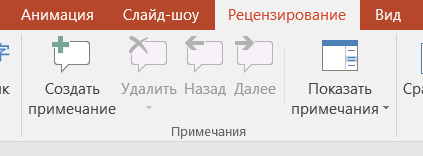 Анимация Слайд-шоу Рецензирование Вид
Создать примечание
Удалить
Назад
Далее
Показать примечания
Примечания